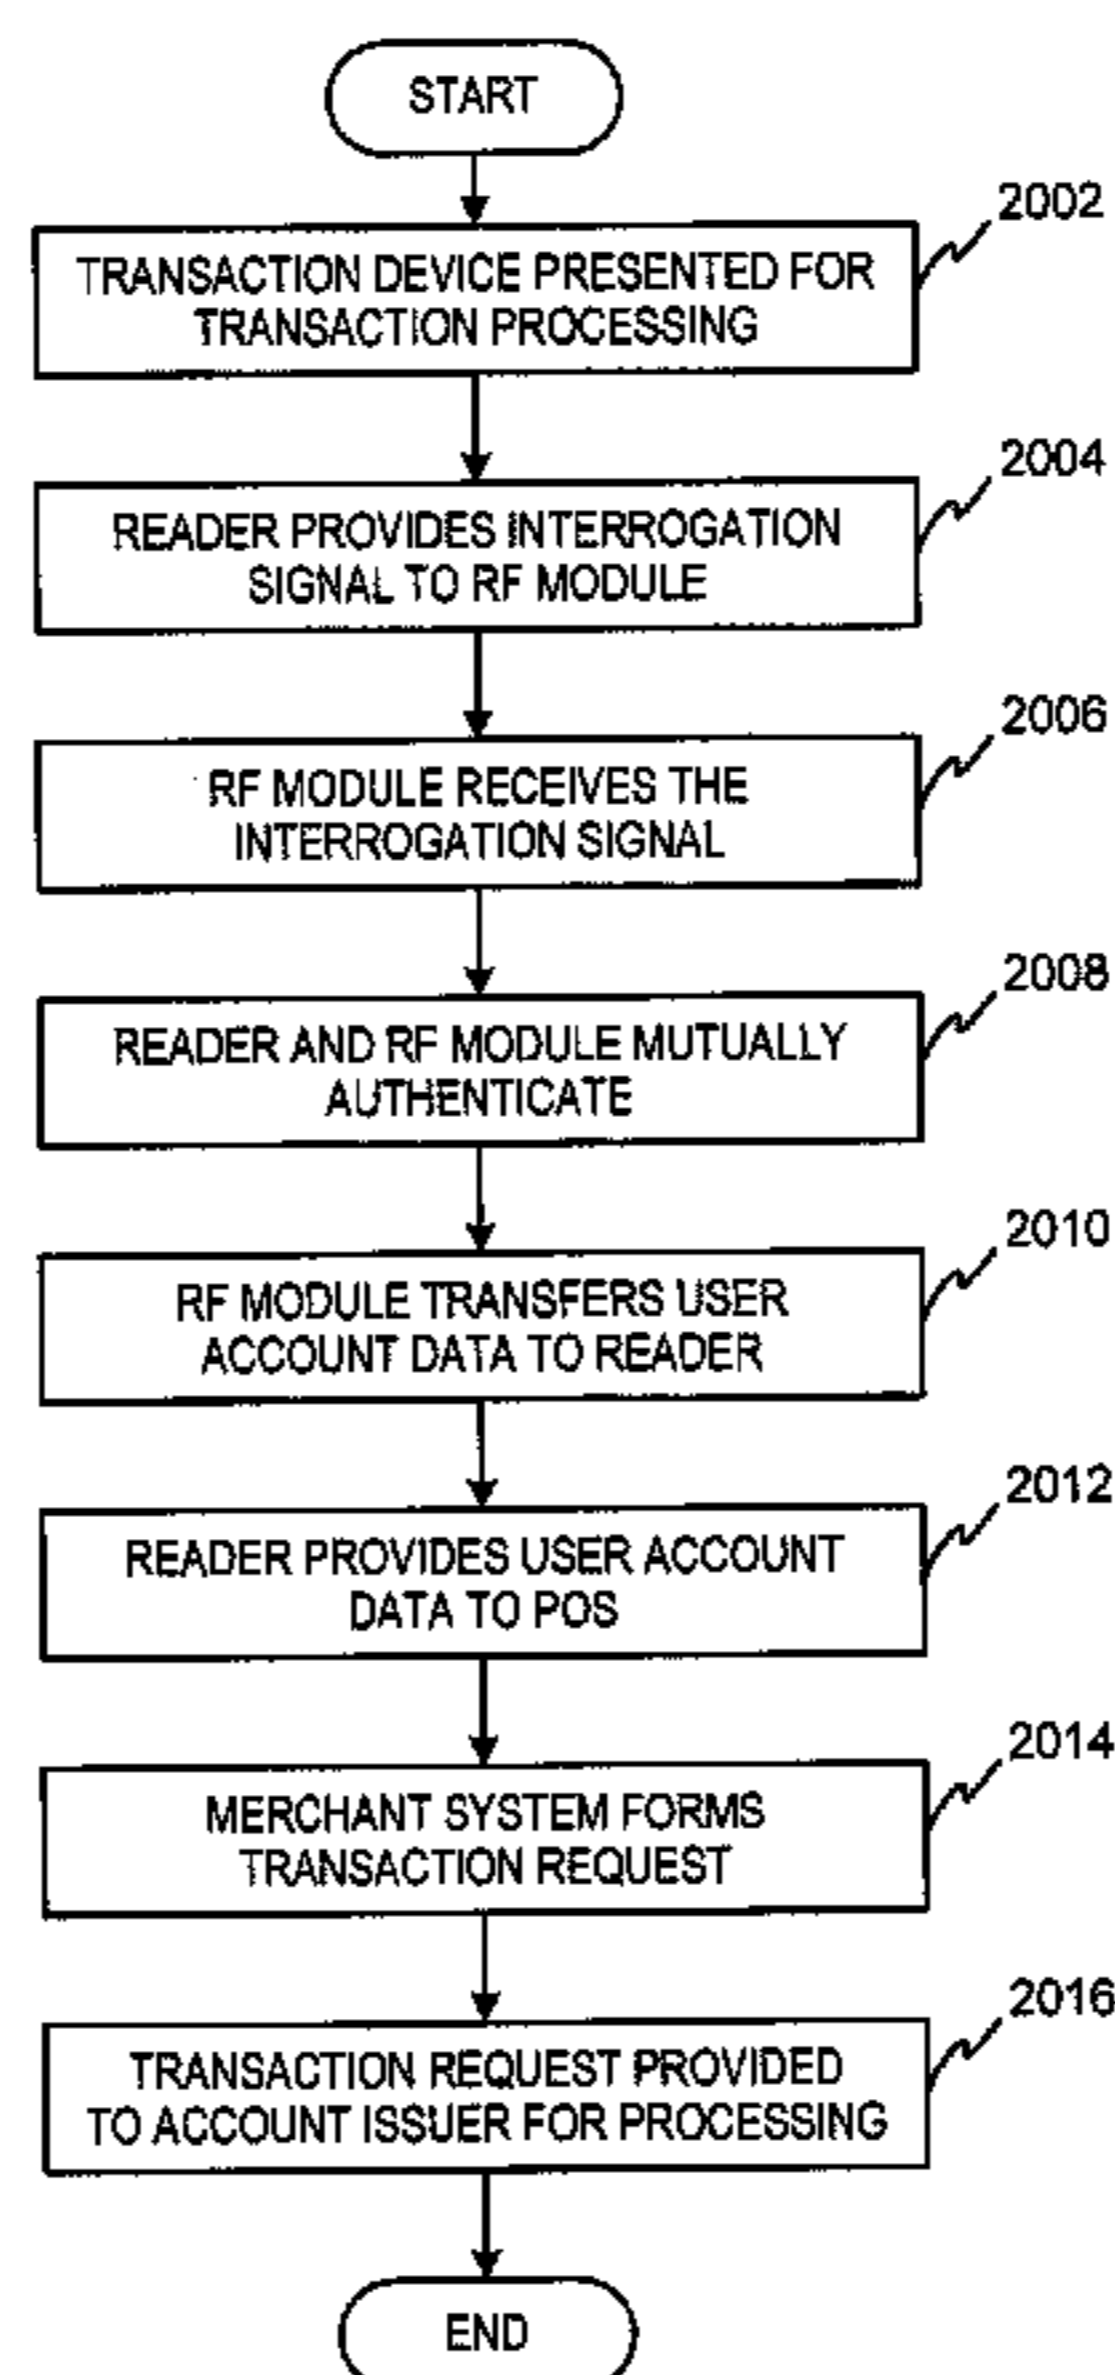 START
2002
TRANSACTION DEVICE PRESENTED FOR
TRANSACTION PROCESSING
2004
READER PROVIDES INTERROGATION
SIGNAL TO RF MODULE
2006
RF MODULE RECEIVES THE
INTERROGATION SIGNAL
2008
READER AND RF MODULE MUTUALLY
AUTHENTICATE
2010
RF MODULE TRANSFERS USER
ACCOUNT DATA TO READER
2012
READER PROVIDES USER ACCOUNT
DATA TO POS
2014
MERCHANT SYSTEM FORMS
TRANSACTION REQUEST
2016
TRANSACTION REQUEST PROVIDED
TO ACCOUNT ISSUER FOR PROCESSING
END